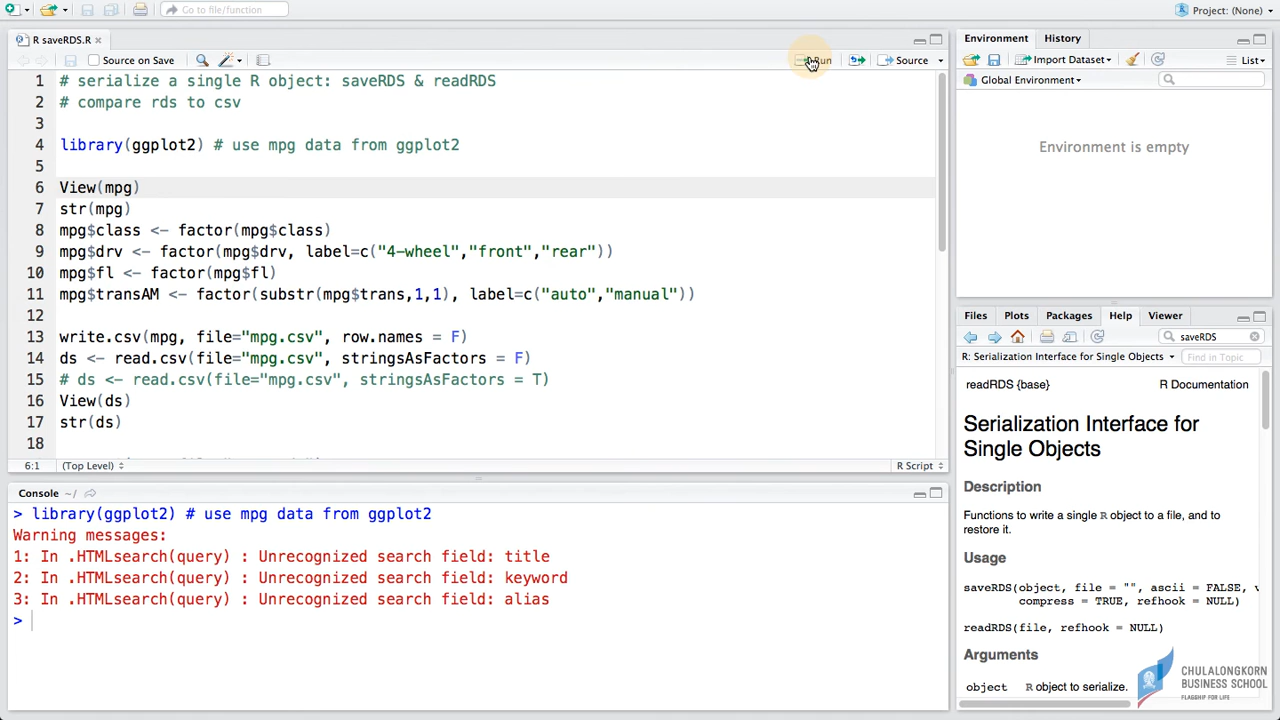 Go to file/function
Project: (None)
R saveRDS.R
Source on Save
Run
Source
1 # serialize a single R object: saveRDS & readRDS
2 # compare rds to csv
3
4 library(ggplot2) # use mpg data from ggplot2
5
6 View(mpg)
7 str(mpg)
8 mpg$class <- factor(mpg$class)
9 mpg$drv <- factor(mpg$drv, label=c("4-wheel","front","rear"))
10 mpg$fl <- factor(mpg$fl)
11 mpg$transAM <- factor(substr(mpg$trans,1,1), label=c("auto","manual"))
12
13 write.csv(mpg, file="mpg.csv", row.names = F)
14 ds <- read.csv(file="mpg.csv", stringsAsFactors = F)
15 # ds <- read.csv(file="mpg.csv", stringsAsFactors = T)
16 View(ds)
17 str(ds)
18
6:1 (Top Level) R Script
Console ~/
> library(ggplot2) # use mpg data from ggplot2
Warning messages:
1: In .HTMLsearch(query) : Unrecognized search field: title
2: In .HTMLsearch(query) : Unrecognized search field: keyword
3: In .HTMLsearch(query) : Unrecognized search field: alias
>
Environment History
Import Dataset List
Global Environment
Environment is empty
Files Plots Packages Help Viewer
saveRDS
R: Serialization Interface for Single Objects Find in Topic
readRDS {base} R Documentation
Serialization Interface for
Single Objects
Description
Functions to write a single R object to a file, and to
restore it.
Usage
saveRDS(object, file = "", ascii = FALSE, v
compress = TRUE, refhook = NULL)
readRDS(file, refhook = NULL)
Arguments
object R object to serialize.
CHULALONGKORN
BUSINESS SCHOOL
FLAGSHIP FOR LIFE